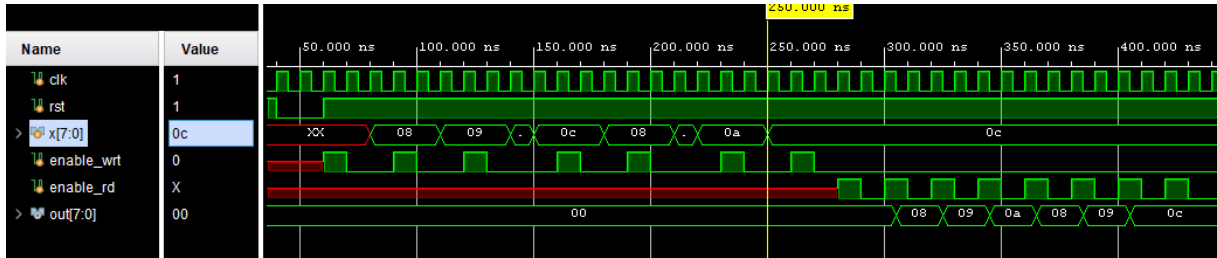 250.000 ns
Name Value 50.000 ns 100.000 ns 150.000 ns 200.000 ns 250.000 ns 300.000 ns 350.000 ns 400.000 ns
clk 1
rst 1
x[7:0] 0c XX 08 09 . 0c 08 . 0a 0c
enable_wrt 0
enable_rd X
out[7:0] 00 00 08 09 0a 08 09 0c